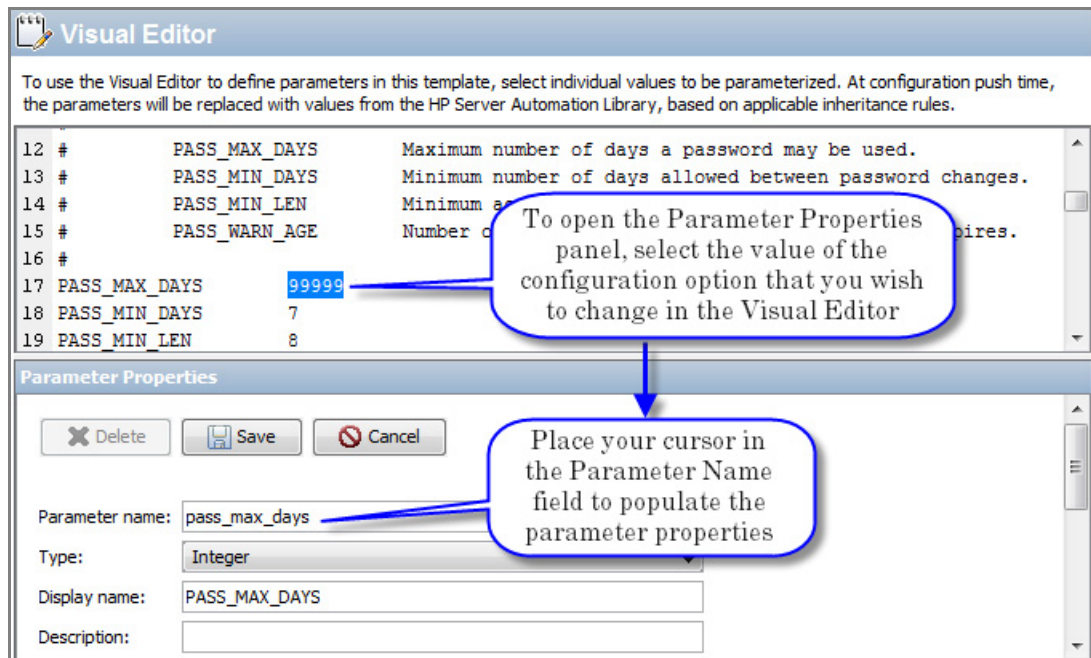 Visual Editor
To use the Visual Editor to define parameters in this template, select individual values to be parameterized. At configuration push time,
the parameters will be replaced with values from the HP Server Automation Library, based on applicable inheritance rules.
12 # PASS_MAX_DAYS Maximum number of days a password may be used.
13 # PASS_MIN_DAYS Minimum number of days allowed between password changes.
14 # PASS_MIN_LEN Minimum
15 # PASS_WARN_AGE Number
16 #
17 PASS_MAX_DAYS 99999
18 PASS_MIN_DAYS 7
19 PASS_MIN_LEN 8
To open the Parameter Properties
panel, select the value of the
configuration option that you wish
to change in the Visual Editor
Parameter Properties
Delete Save Cancel
Place your cursor in
the Parameter Name
field to populate the
parameter properties
Parameter name: pass_max_days
Type: Integer
Display name: PASS_MAX_DAYS
Description: